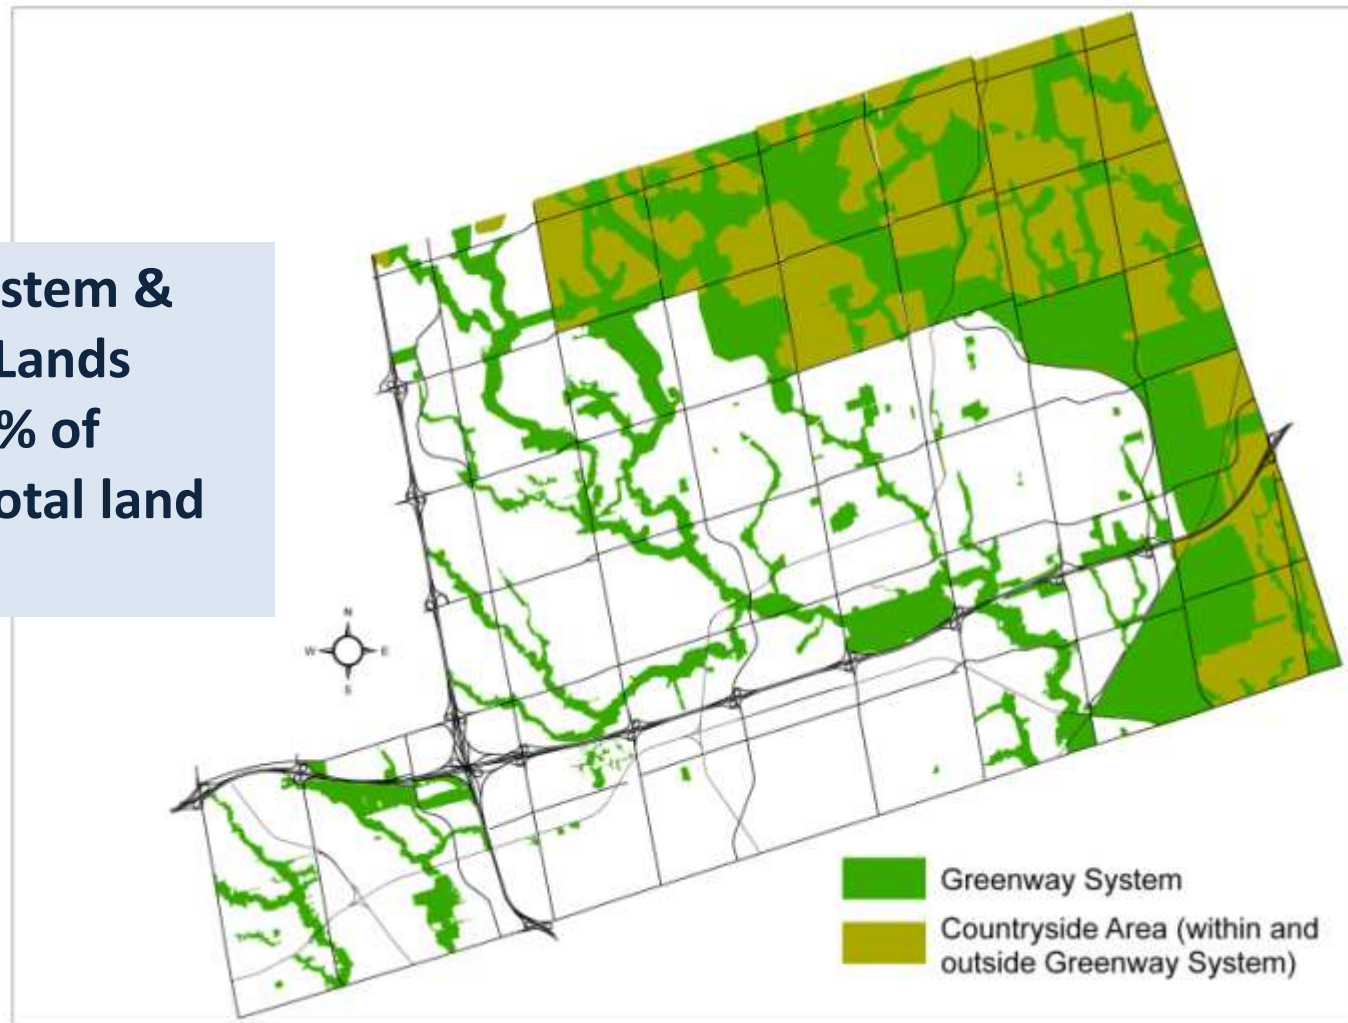 stem &
Lands
% of
otal land
N
W E
S
Greenway System
Countryside Area (within and
outside Greenway System)